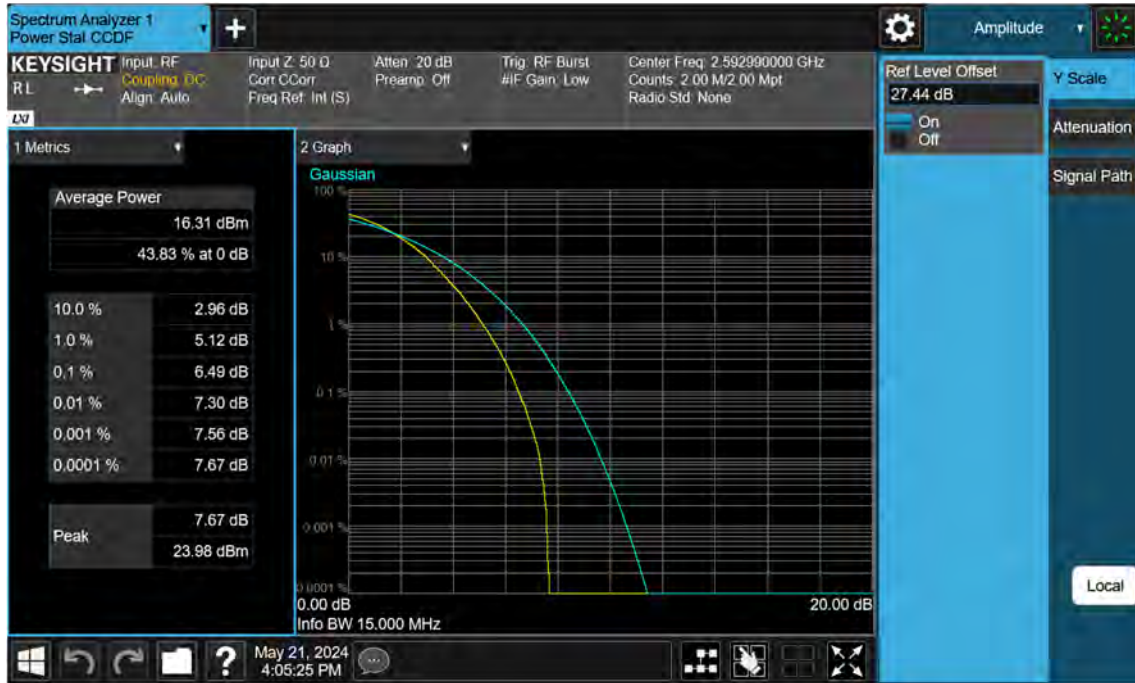 Spectrum Analyzer 1
Power Stat CCDF
+
Amplitude
KEYSIGHT
RL
LXI
Input: RF
Coupling: DC
Align: Auto
Input Z: 50 Ω
Corr CCorr
Freq Ref: Int (S)
Atten: 20 dB
Preamp: Off
Trig: RF Burst
#IF Gain: Low
Center Freq: 2.592990000 GHz
Counts: 2.00 M/2.00 Mpt
Radio Std: None
Ref Level Offset
27.44 dB
On
Off
Y Scale
Attenuation
Signal Path
1 Metrics
Average Power
16.31 dBm
43.83 % at 0 dB
10.0 % 2.96 dB
1.0 % 5.12 dB
0.1 % 6.49 dB
0.01 % 7.30 dB
0.001 % 7.56 dB
0.0001 % 7.67 dB
Peak
7.67 dB
23.98 dBm
2 Graph
Gaussian
100 %
10 %
1 %
0.1 %
0.01 %
0.001 %
0.0001 %
0.00 dB 20.00 dB
Info BW 15.000 MHz
Local
?
May 21, 2024
4:05:25 PM